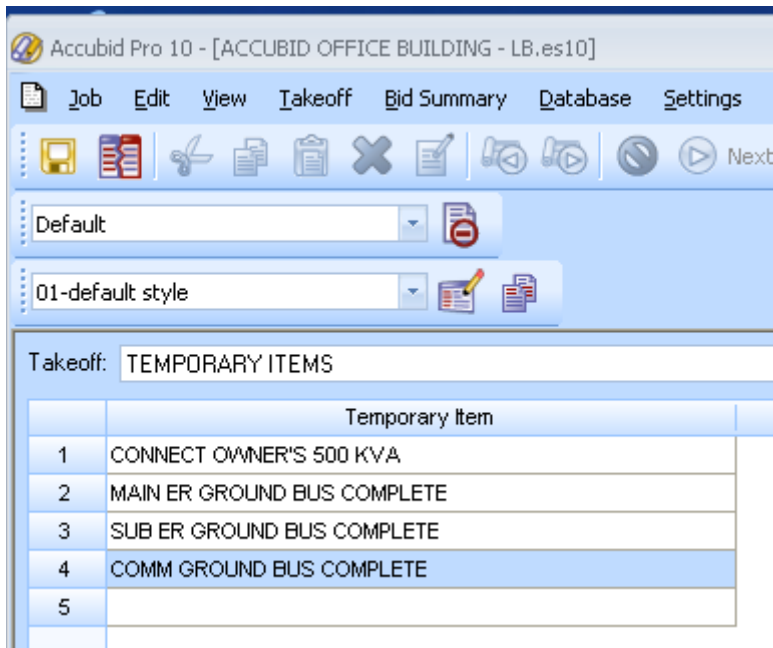 Accubid Pro 10 - [ACCUBID OFFICE BUILDING - LB.es10]
Job Edit View Takeoff Bid Summary Database Settings
Next
Default
01-default style
Takeoff: TEMPORARY ITEMS
Temporary Item
1 CONNECT OWNER'S 500 KVA
2 MAIN ER GROUND BUS COMPLETE
3 SUB ER GROUND BUS COMPLETE
4 COMM GROUND BUS COMPLETE
5